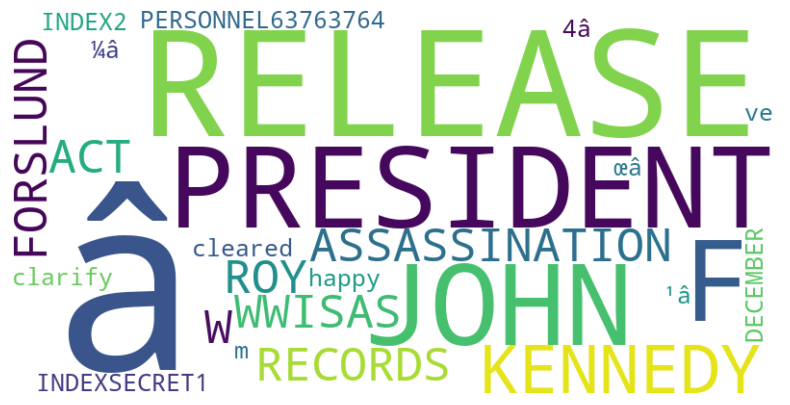 INDEX2
PERSONNEL63763764
4â
¼â
RELEASE
FORSLUND
ve
ACT
PRESIDENT
œâ
â
cleared
ASSASSINATION
DECEMBER
F
clarify
ROY
happy
JOHN
¹â
WWISAS
W
m
RECORDS
KENNEDY
INDEXSECRET1